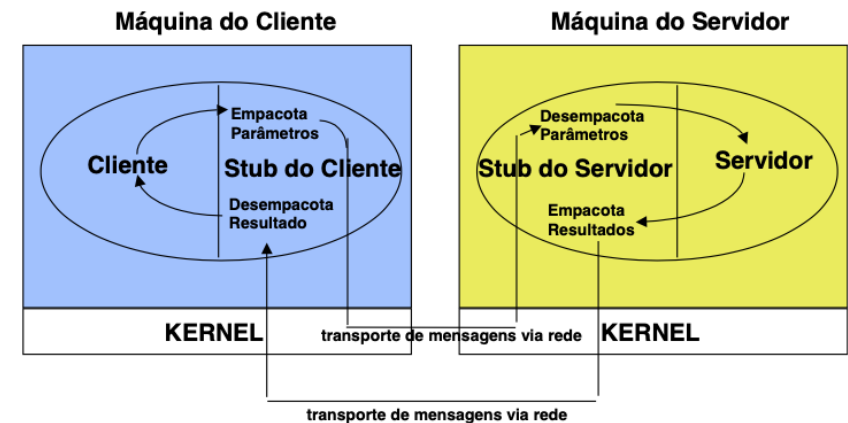 Máquina do Cliente
Máquina do Servidor
Empacota
Parâmetros
Cliente
Stub do Cliente
Desempacota
Resultado
Desempacota
Parâmetros
Stub do Servidor
Servidor
Empacota
Resultados
KERNEL
transporte de mensagens via rede
KERNEL
transporte de mensagens via rede